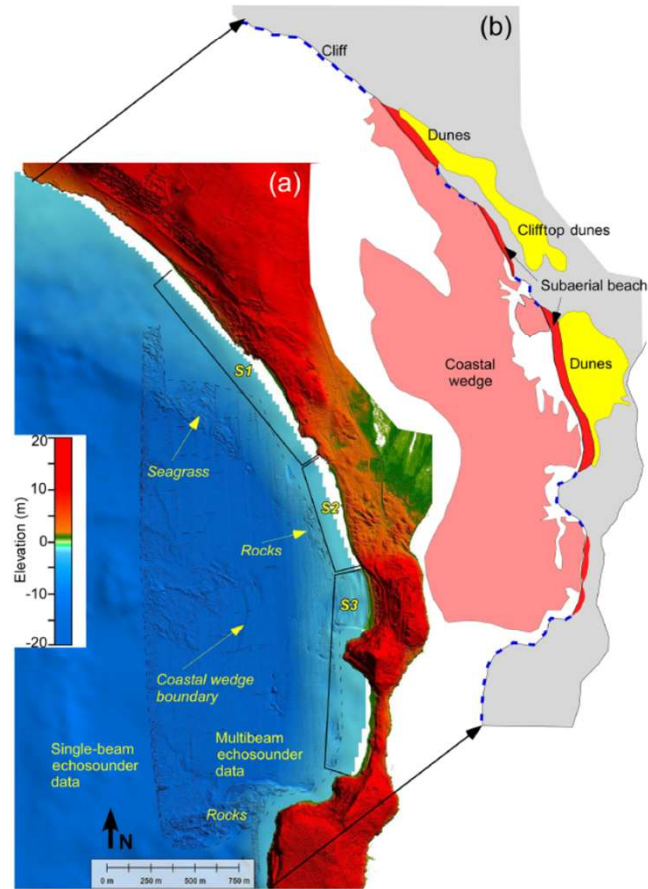 (b)
Cliff
Dunes
(a)
Clifftop dunes
Subaerial beach
Coastal
wedge
Dunes
S1
Seagrass
S2
Rocks
S3
Elevation (m)
20
10
0
-10
-20
Coastal wedge
boundary
Single-beam
echosounder
data
Multibeam
echosounder
data
Rocks
N
0 m 250 m 500 m 750 m